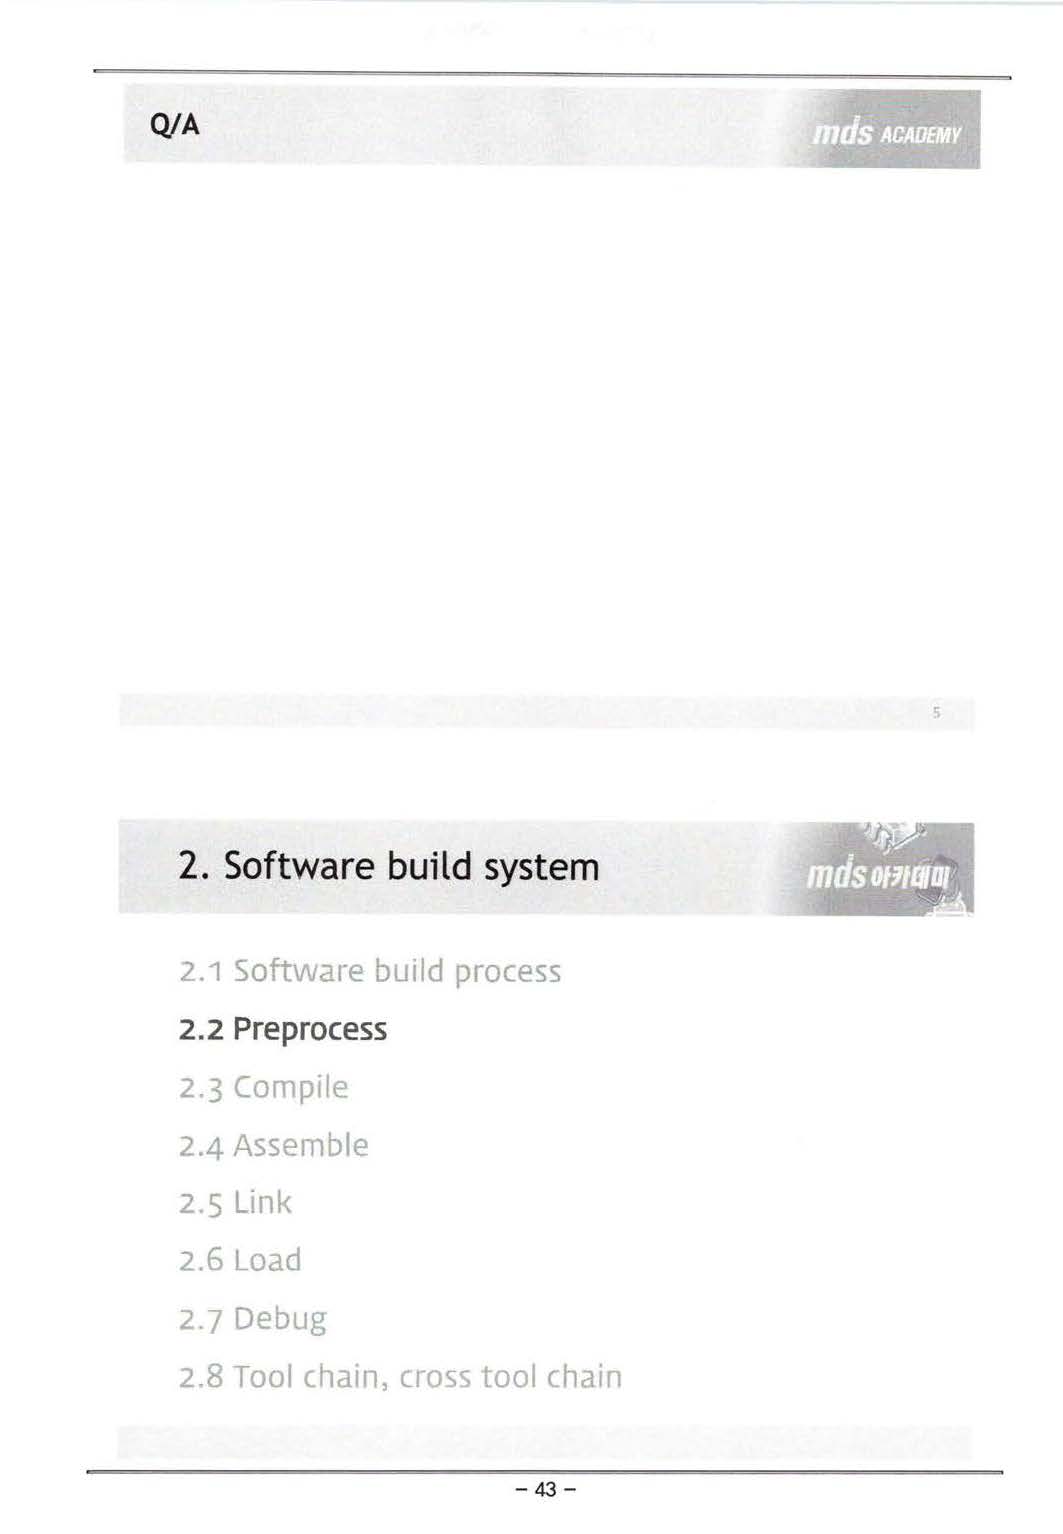 Q/A
mds ACADEMY
5
2. Software build system
mds 아카데미
2.1 Software build process
2.2 Preprocess
2.3 Compile
2.4 Assemble
2.5 Link
2.6 Load
2.7 Debug
2.8 Tool chain, cross tool chain
- 43 -